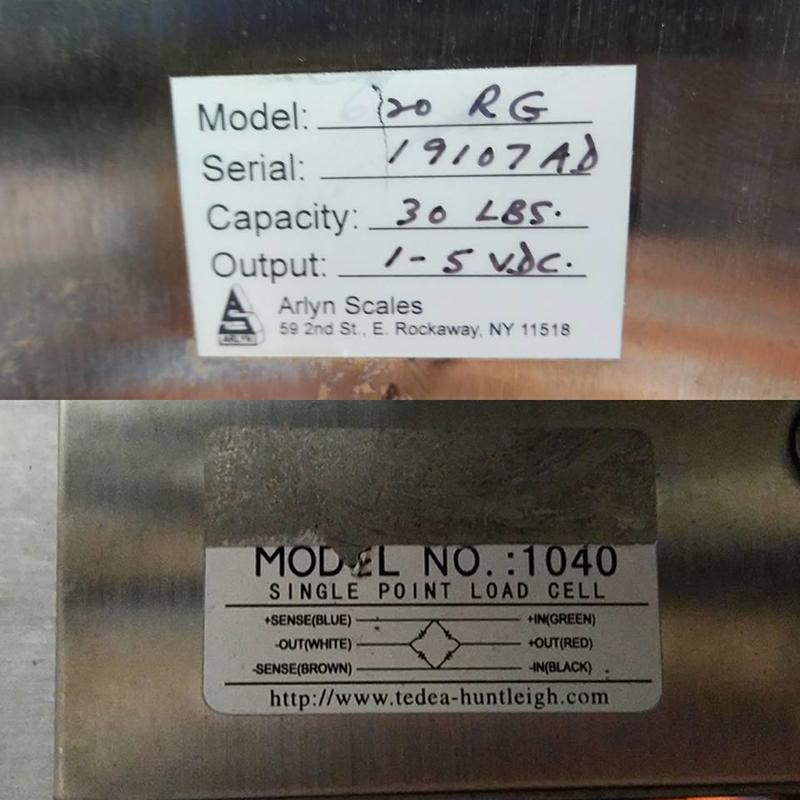 Model: 620 RG
Serial: 19107AD
Capacity: 30 LBS.
Output: 1-5 V.DC.
ARLYN
Arlyn Scales
59 2nd St., E. Rockaway, NY 11518
MODEL NO.:1040
SINGLE POINT LOAD CELL
+SENSE(BLUE) +IN(GREEN)
-OUT(WHITE) +OUT(RED)
-SENSE(BROWN) -IN(BLACK)
http://www.tedea-huntleigh.com